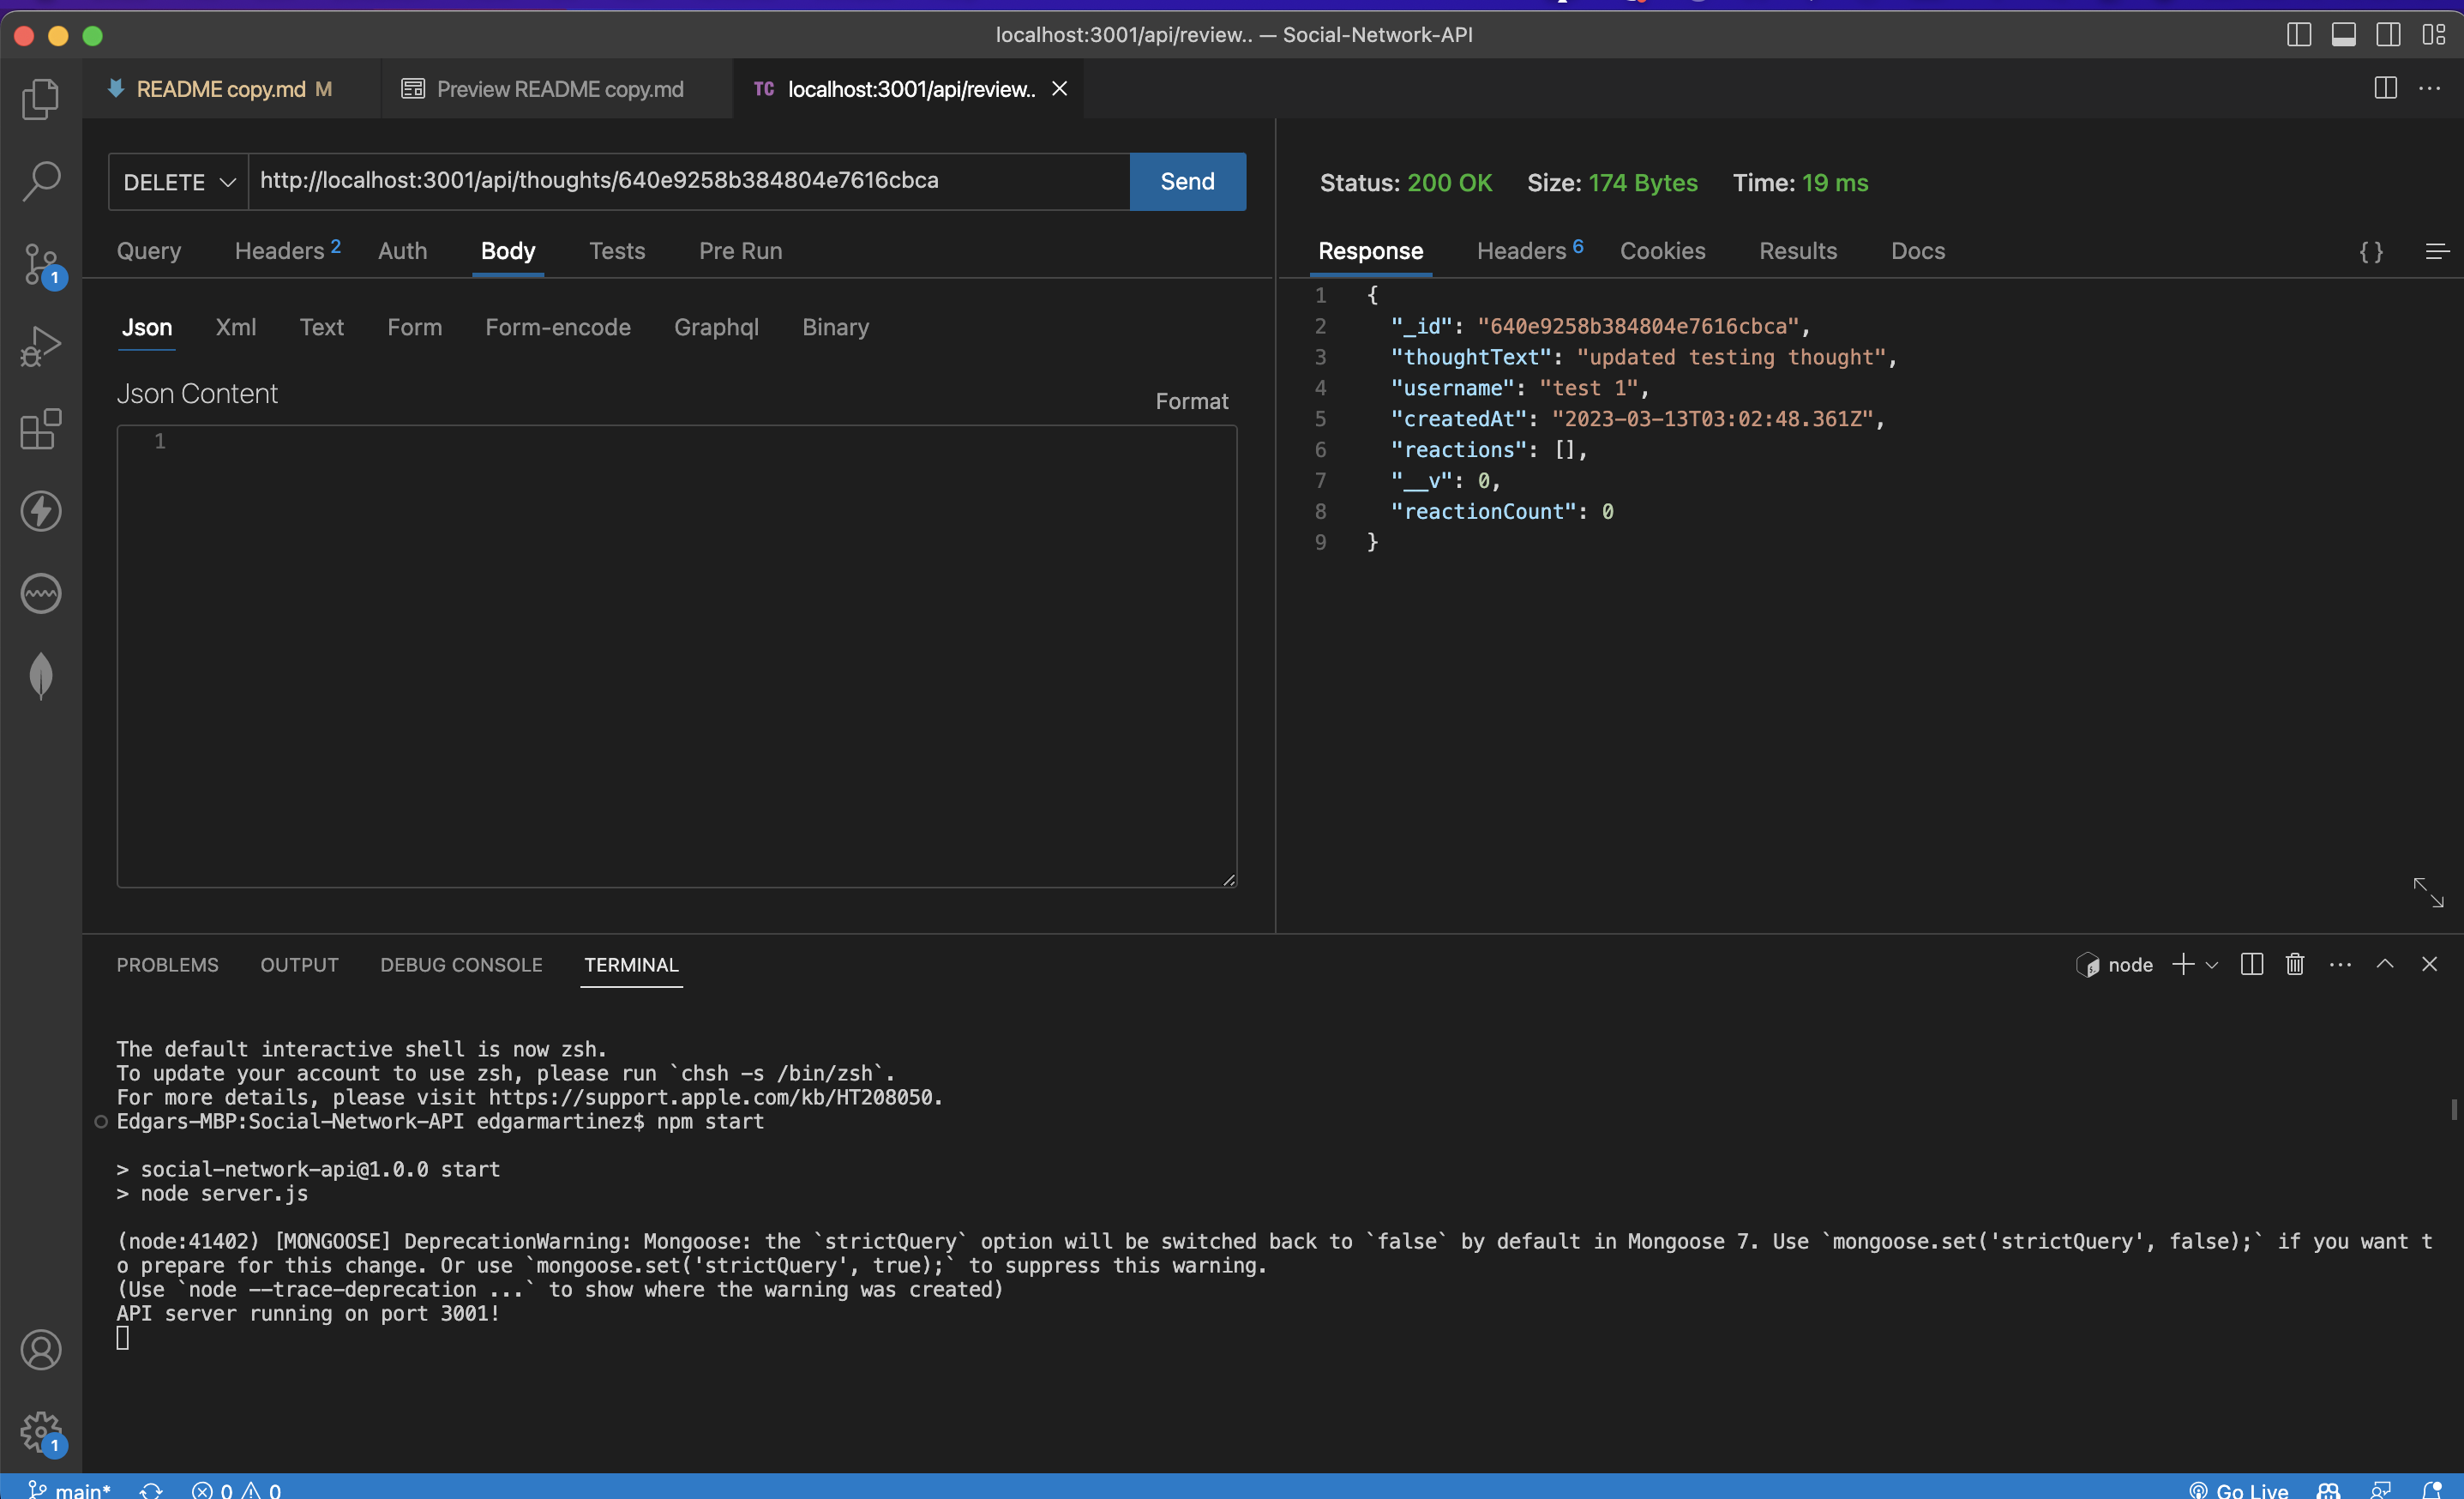 localhost:3001/api/review.. — Social-Network-API
README copy.md M
Preview README copy.md
TC localhost:3001/api/review..
DELETE http://localhost:3001/api/thoughts/640e9258b384804e7616cbca Send
Status: 200 OK Size: 174 Bytes Time: 19 ms
Query Headers 2 Auth Body Tests Pre Run
Response Headers 6 Cookies Results Docs { }
Json Xml Text Form Form-encode Graphql Binary
Json Content
Format
1
1 {
2 "_id": "640e9258b384804e7616cbca",
3 "thoughtText": "updated testing thought",
4 "username": "test 1",
5 "createdAt": "2023-03-13T03:02:48.361Z",
6 "reactions": [],
7 "__v": 0,
8 "reactionCount": 0
9 }
1
PROBLEMS OUTPUT DEBUG CONSOLE TERMINAL
node
The default interactive shell is now zsh.
To update your account to use zsh, please run `chsh -s /bin/zsh`.
For more details, please visit https://support.apple.com/kb/HT208050.
Edgars-MBP:Social-Network-API edgarmartinez$ npm start
> social-network-api@1.0.0 start
> node server.js
(node:41402) [MONGOOSE] DeprecationWarning: Mongoose: the `strictQuery` option will be switched back to `false` by default in Mongoose 7. Use `mongoose.set('strictQuery', false);` if you want t
o prepare for this change. Or use `mongoose.set('strictQuery', true);` to suppress this warning.
(Use `node --trace-deprecation ...` to show where the warning was created)
API server running on port 3001!
1
main* 0 0
Go Live